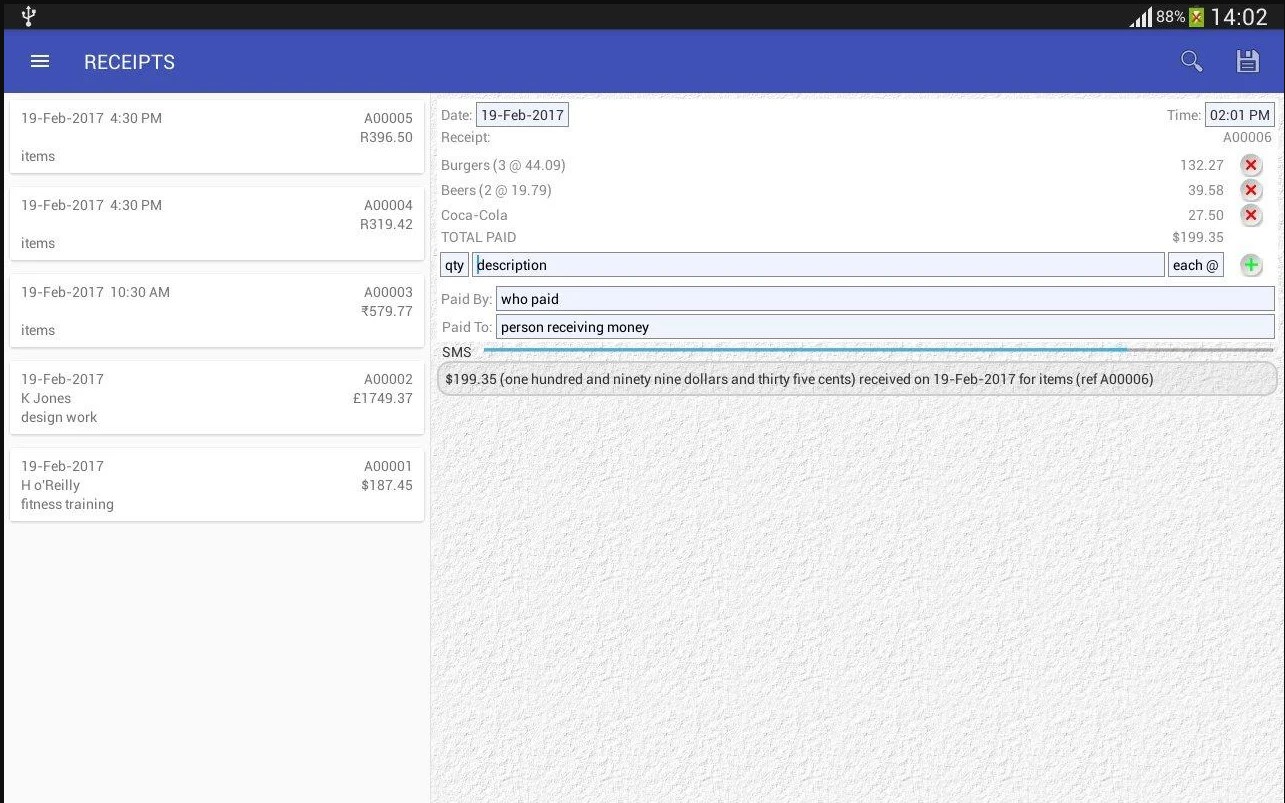 88% 14:02
RECEIPTS
19-Feb-2017 4:30 PM A00005
R396.50
items
19-Feb-2017 4:30 PM A00004
R319.42
items
19-Feb-2017 10:30 AM A00003
₹579.77
items
19-Feb-2017 A00002
K Jones £1749.37
design work
19-Feb-2017 A00001
H o'Reilly $187.45
fitness training
Date: 19-Feb-2017 Time: 02:01 PM
Receipt: A00006
Burgers (3 @ 44.09) 132.27
Beers (2 @ 19.79) 39.58
Coca-Cola 27.50
TOTAL PAID $199.35
qty description each @
Paid By: who paid
Paid To: person receiving money
SMS
$199.35 (one hundred and ninety nine dollars and thirty five cents) received on 19-Feb-2017 for items (ref A00006)